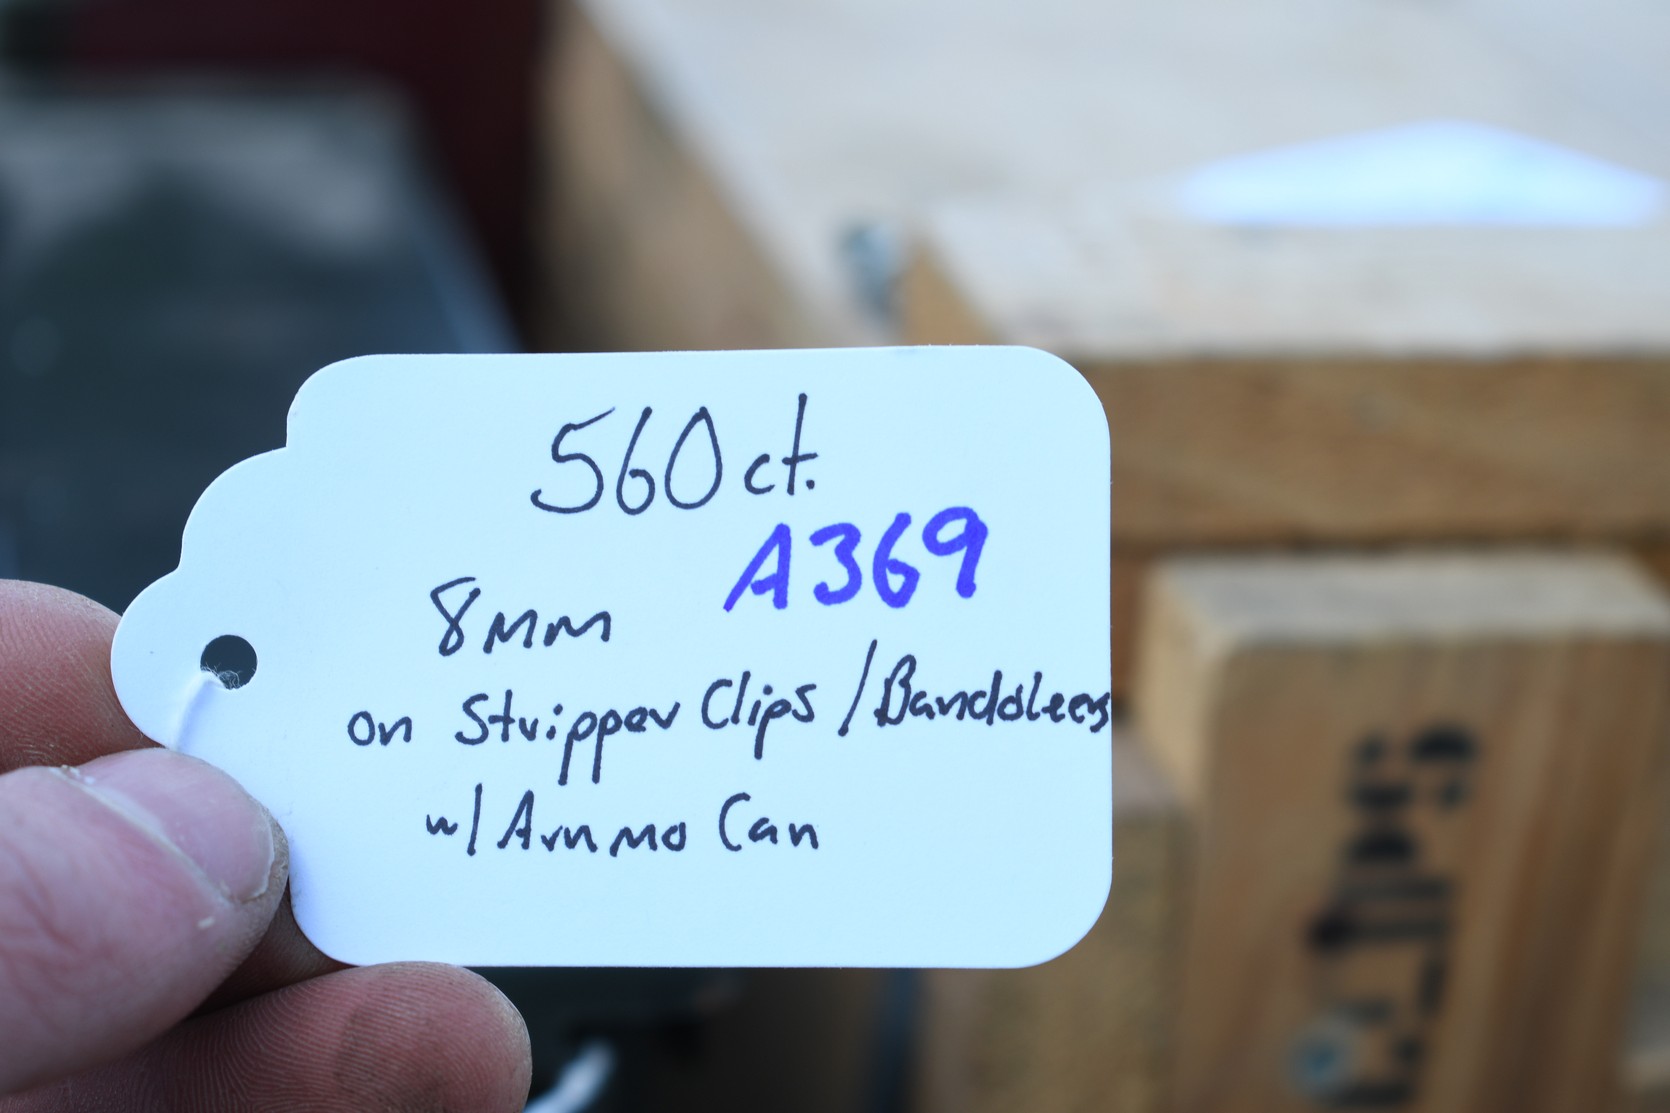 560 ct.
A369
8mm
on Stripper Clips / Bandoleers
w/ Ammo Can